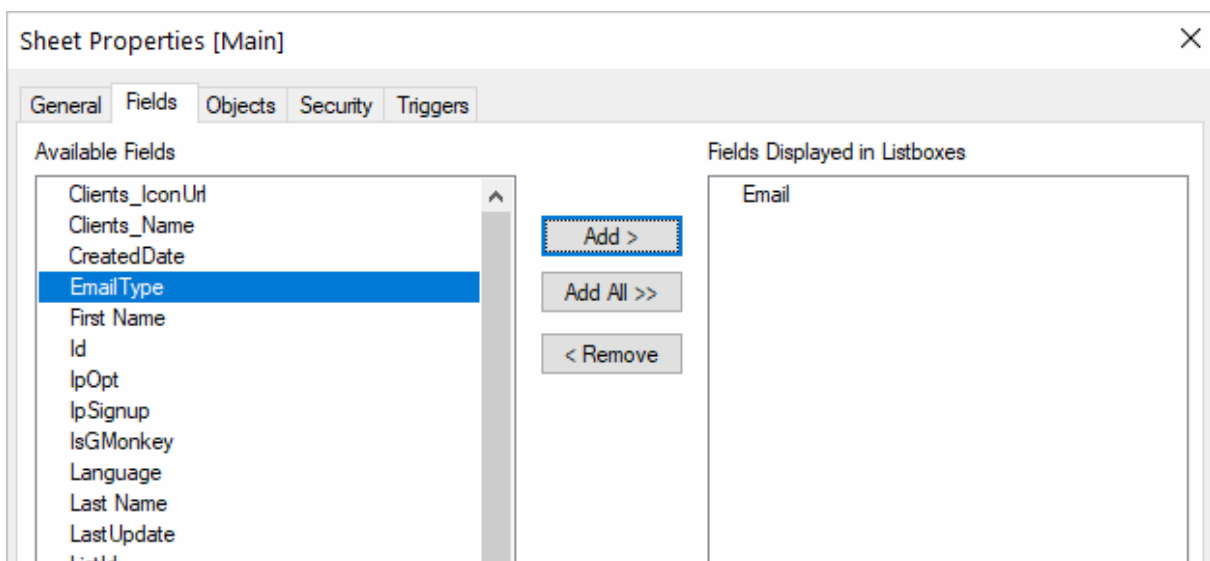 Sheet Properties [Main]
General Fields Objects Security Triggers
Available Fields
Clients_IconUrl
Clients_Name
CreatedDate
EmailType
First Name
Id
IpOpt
IpSignup
IsGMonkey
Language
Last Name
LastUpdate
Add >
Add All >>
< Remove
Fields Displayed in Listboxes
Email